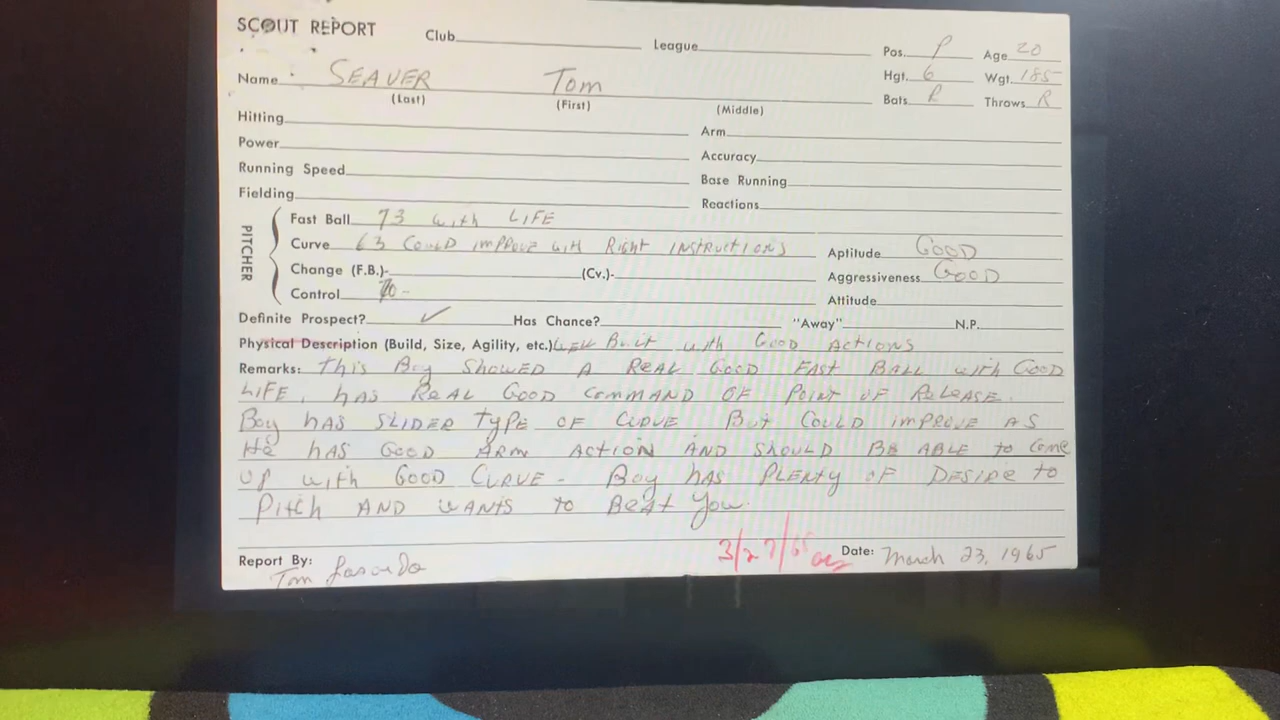 SCOUT REPORT Club League Pos. P Age 20
Name SEAVER Tom Hgt. 6 Wgt. 185
(Last) (First) (Middle) Bats R Throws R
Hitting Arm
Power Accuracy
Running Speed Base Running
Fielding Reactions
PITCHER
Fast Ball 73 with LIFE
Curve 63 COULD IMPROVE with Right INSTRUCTIONS Aptitude GOOD
Change (F.B.)- (Cv.)- Aggressiveness GOOD
Control 70 - Attitude
Definite Prospect? ✓ Has Chance? "Away" N.P.
Physical Description (Build, Size, Agility, etc.) WELL BUILT with GOOD ACTIONS
Remarks: This Boy SHOWED A REAL GOOD FAST BALL with GOOD
LIFE. HAS REAL GOOD COMMAND OF POINT OF RELEASE.
Boy HAS SLIDER TYPE OF CURVE BUT COULD IMPROVE AS
HE HAS GOOD ARM ACTION AND SHOULD BE ABLE to COME
UP with GOOD CURVE - Boy HAS PLENTY OF DESIRE to
PITCH AND WANTS to BEAT You.
Report By: Tom Lasorda 3/27/65 Date: March 23, 1965